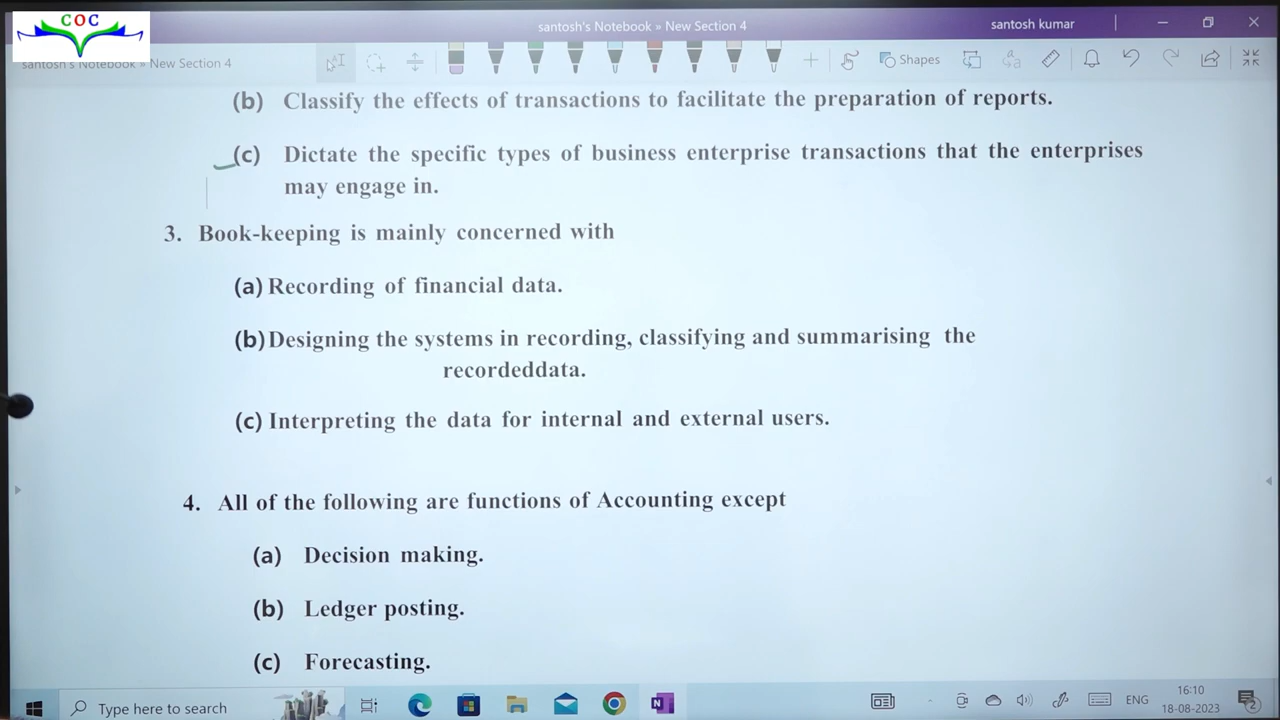 COC
santosh's Notebook » New Section 4
santosh kumar
santosh's Notebook » New Section 4
Shapes
(b) Classify the effects of transactions to facilitate the preparation of reports.
(c) Dictate the specific types of business enterprise transactions that the enterprises
may engage in.
3. Book-keeping is mainly concerned with
(a) Recording of financial data.
(b) Designing the systems in recording, classifying and summarising the
recordeddata.
(c) Interpreting the data for internal and external users.
4. All of the following are functions of Accounting except
(a) Decision making.
(b) Ledger posting.
(c) Forecasting.
Type here to search
ENG
16:10
18-08-2023
2